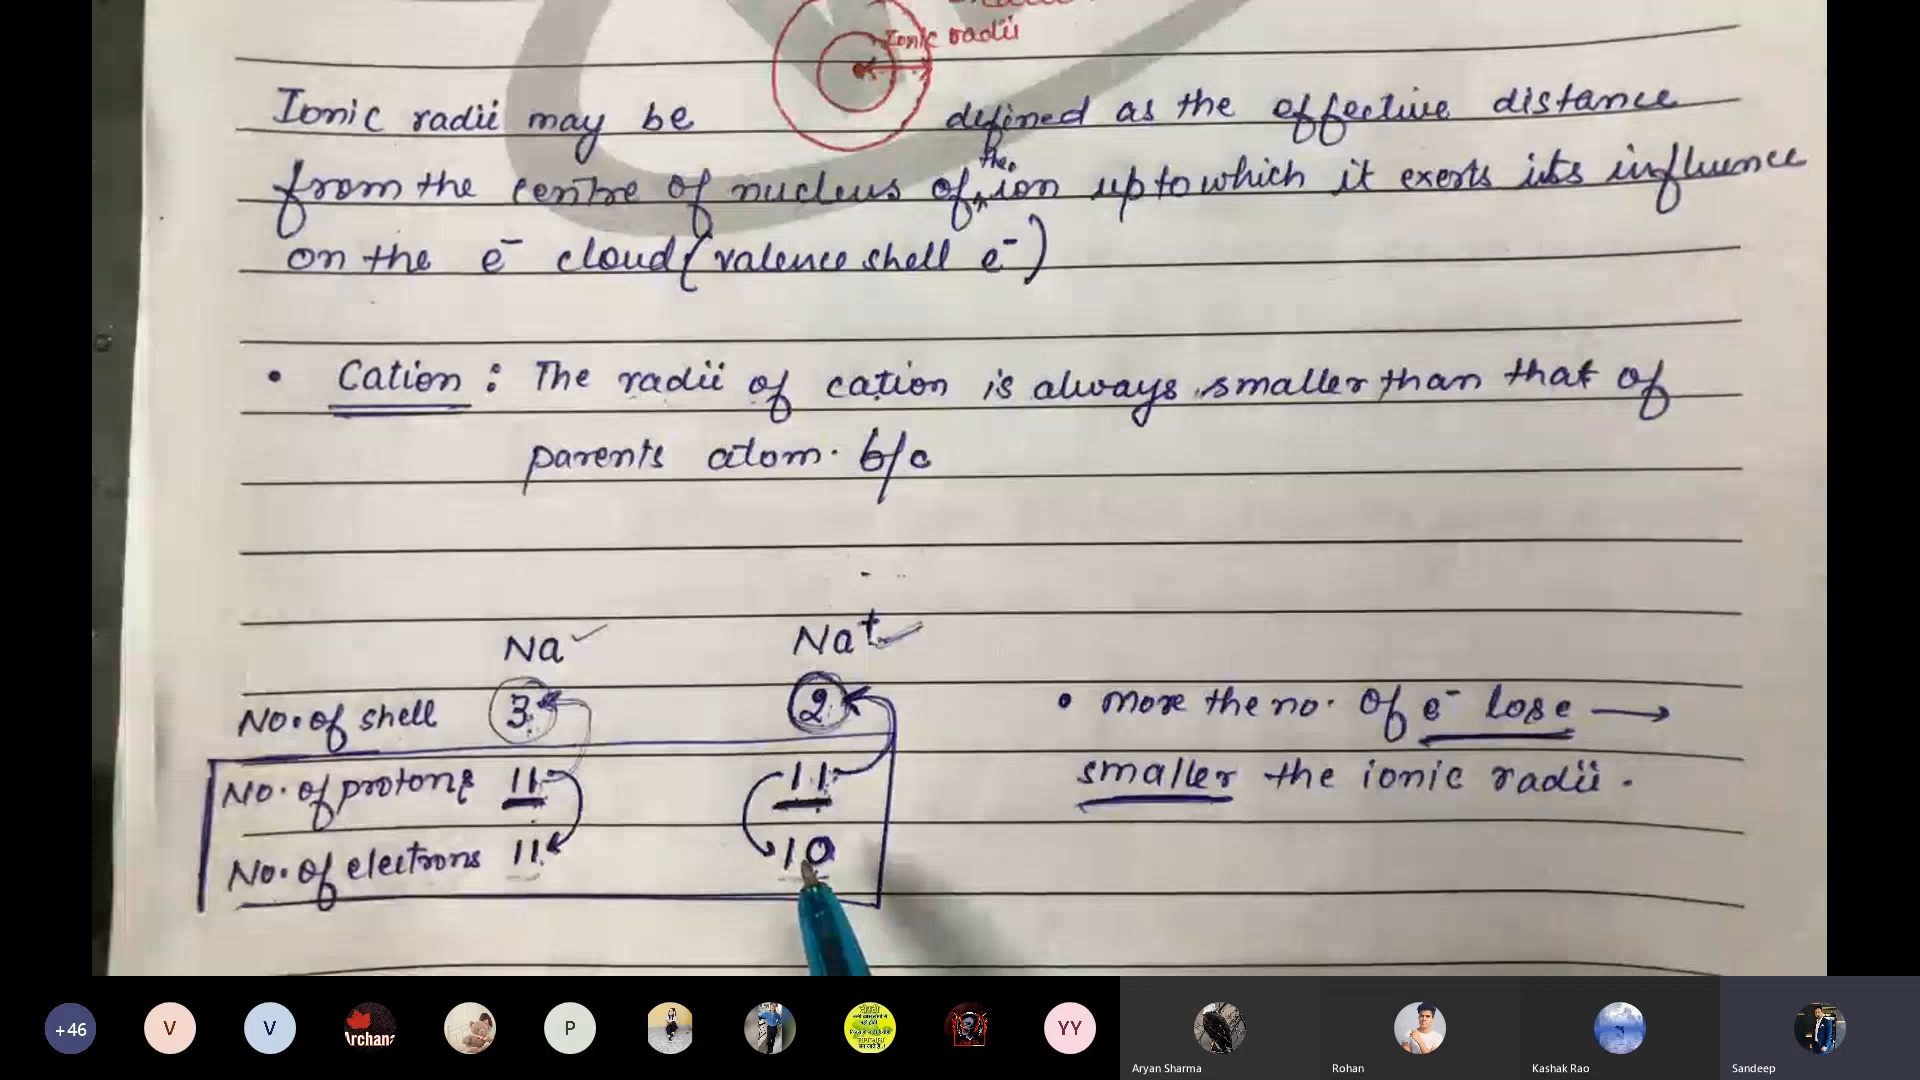 Ionic radii
Ionic radii may be defined as the effective distance
from the centre of nucleus of the ion upto which it exerts its influence
on the e⁻ cloud (valence shell e⁻)
• Cation : The radii of cation is always smaller than that of
parents atom. b/c
Na Na⁺
No. of shell 3 2
No. of protons 11 11
No. of electrons 11 10
• More the no. of e⁻ lose →
smaller the ionic radii.
+46 V V Archana P YY
Aryan Sharma Rohan Kashak Rao Sandeep